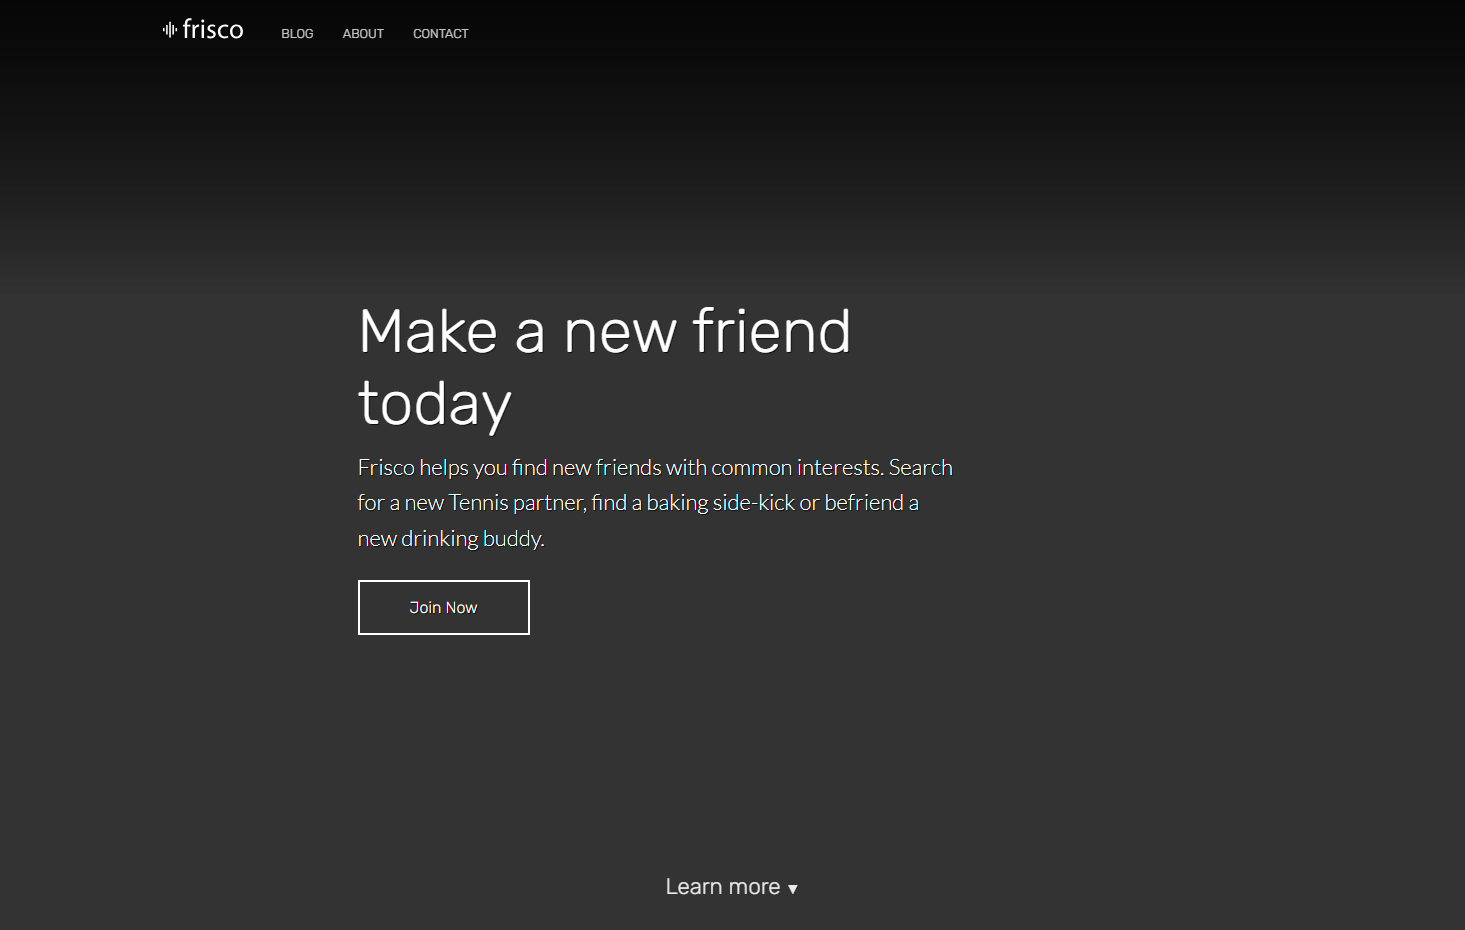 frisco BLOG ABOUT CONTACT
Make a new friend
today
Frisco helps you find new friends with common interests. Search
for a new Tennis partner, find a baking side-kick or befriend a
new drinking buddy.
Join Now
Learn more ▼